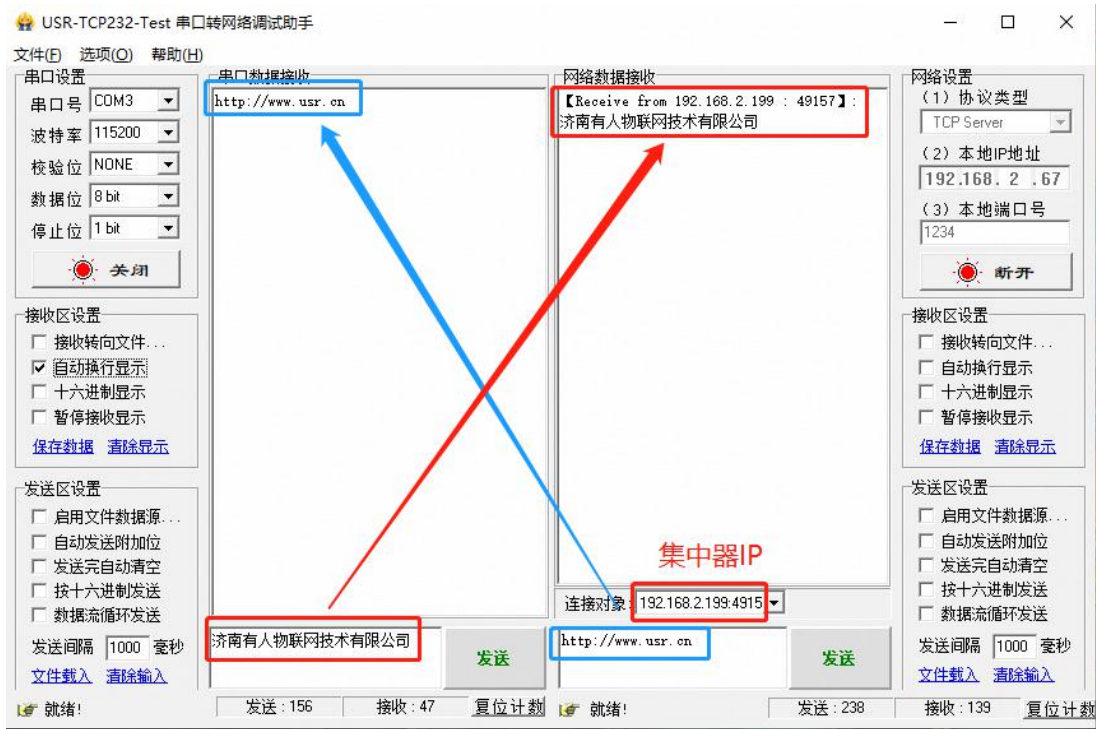 USR-TCP232-Test 串口转网络调试助手
文件(F) 选项(O) 帮助(H)
串口设置
串口号 COM3
波特率 115200
校验位 NONE
数据位 8 bit
停止位 1 bit
关闭
接收区设置
接收转向文件...
自动换行显示
十六进制显示
暂停接收显示
保存数据 清除显示
发送区设置
启用文件数据源...
自动发送附加位
发送完自动清空
按十六进制发送
数据流循环发送
发送间隔 1000 毫秒
文件载入 清除输入
就绪!
串口数据接收
http://www.usr.cn
济南有人物联网技术有限公司
发送
发送 : 156 接收 : 47 复位计数
网络数据接收
【Receive from 192.168.2.199 : 49157】:
济南有人物联网技术有限公司
集中器IP
连接对象: 192.168.2.199:4915
http://www.usr.cn
发送
就绪!
发送 : 238 接收 : 139 复位计数
网络设置
(1) 协议类型
TCP Server
(2) 本地IP地址
192.168. 2 .67
(3) 本地端口号
1234
断开
接收区设置
接收转向文件...
自动换行显示
十六进制显示
暂停接收显示
保存数据 清除显示
发送区设置
启用文件数据源...
自动发送附加位
发送完自动清空
按十六进制发送
数据流循环发送
发送间隔 1000 毫秒
文件载入 清除输入